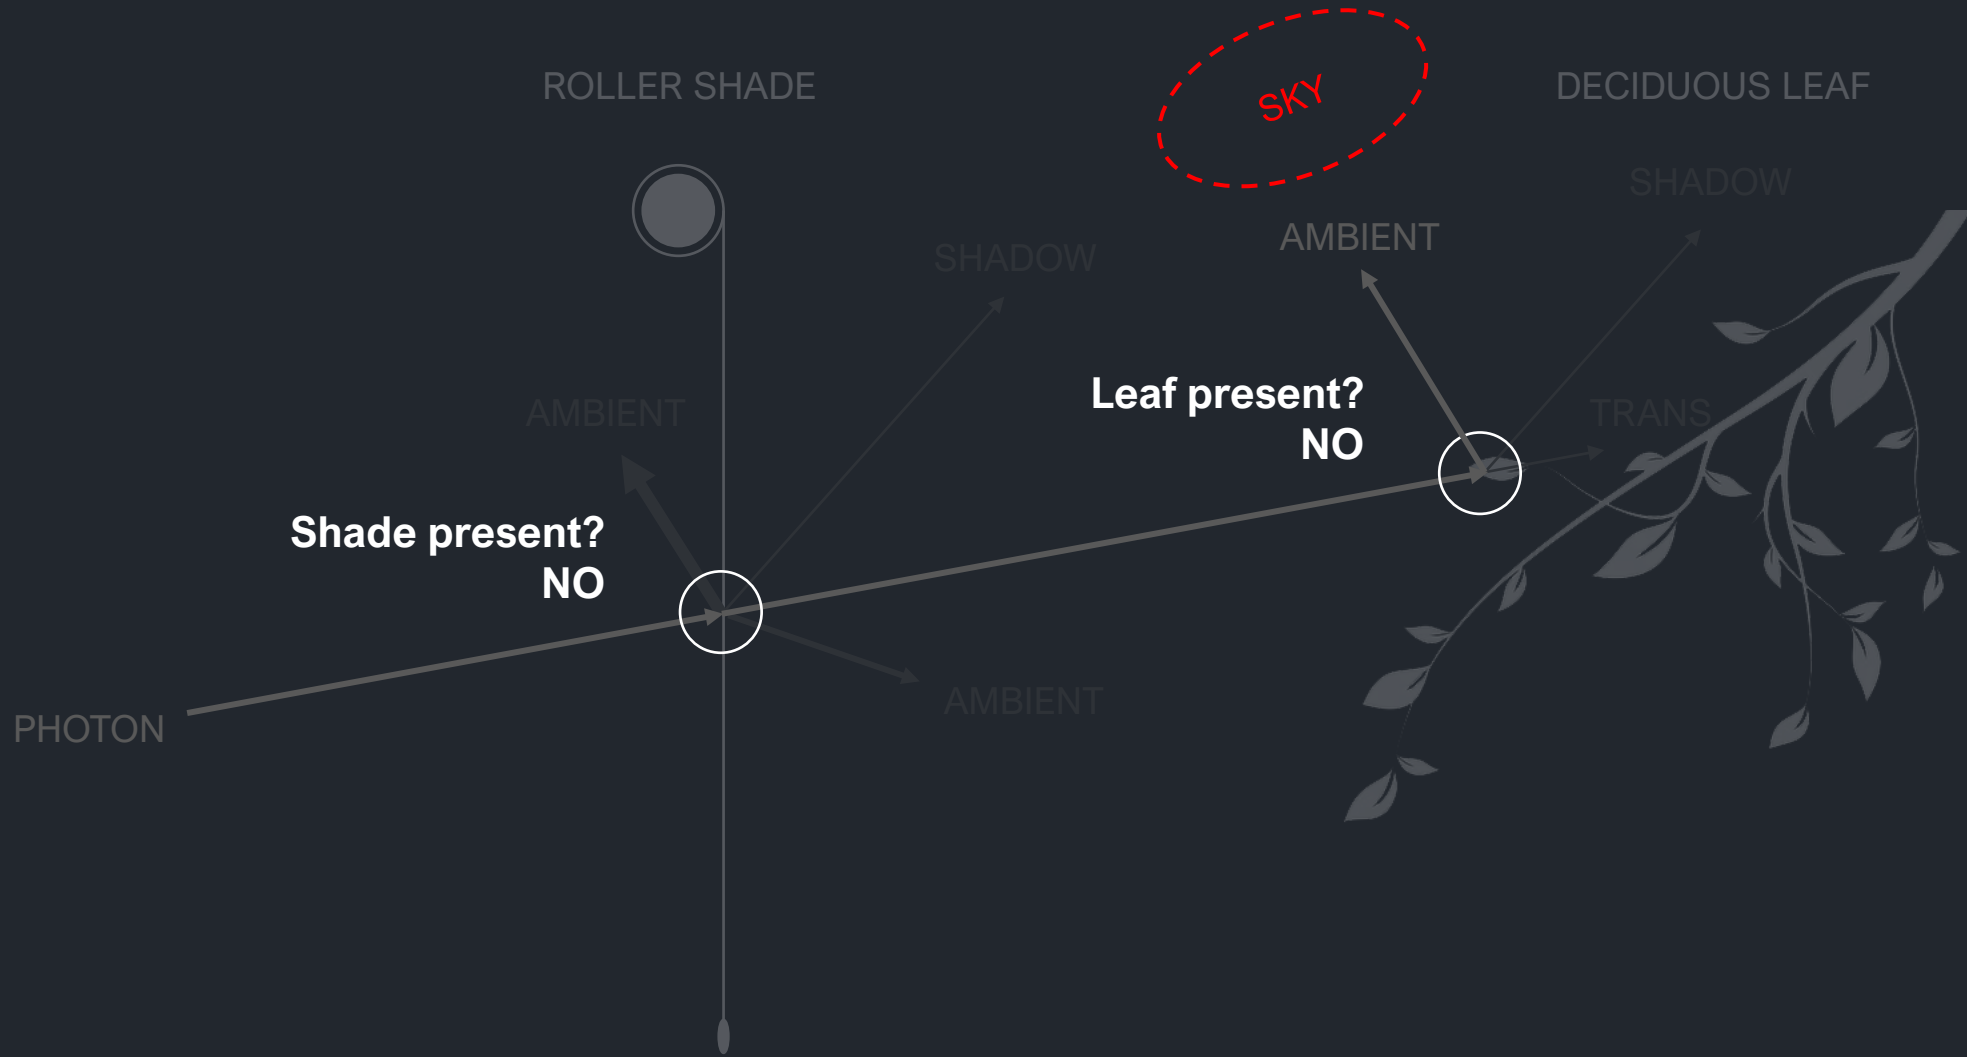 ROLLER SHADE
SKY
DECIDUOUS LEAF
SHADOW
AMBIENT
SHADOW
Leaf present?
NO
AMBIENT
TRANS
Shade present?
NO
AMBIENT
PHOTON